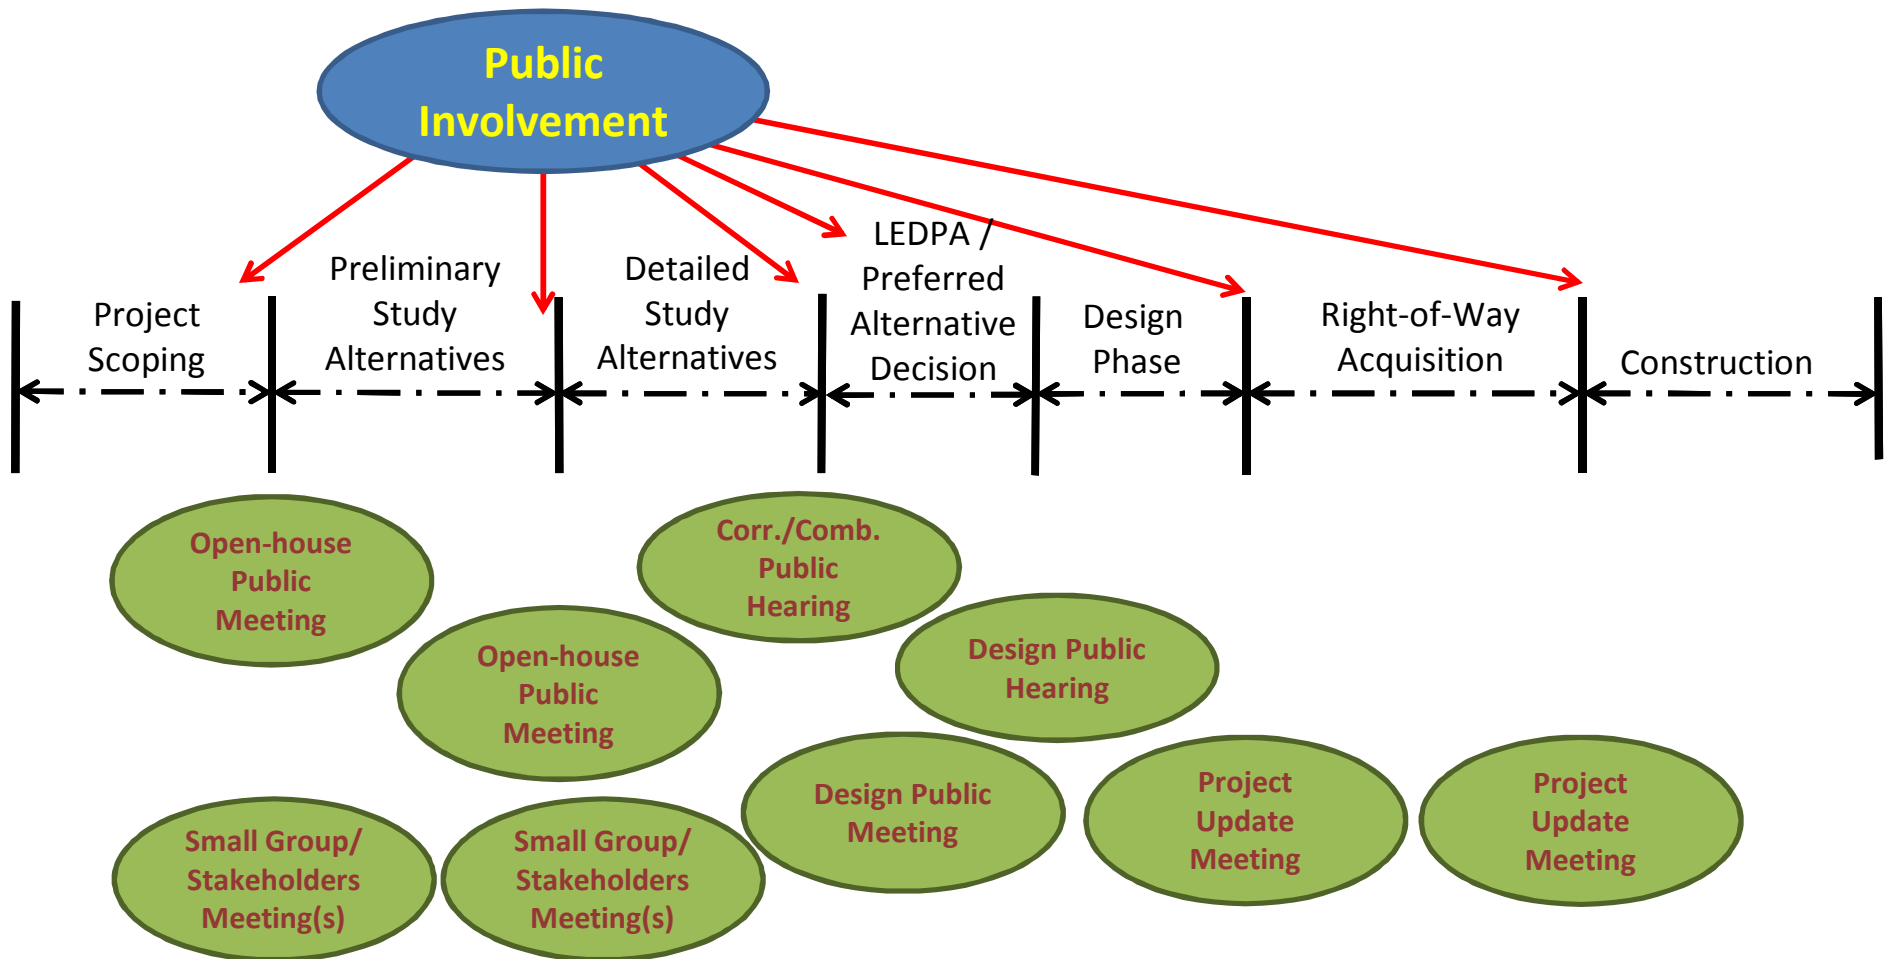 Public
Involvement
Project
Scoping
Preliminary
Study
Alternatives
Detailed
Study
Alternatives
LEDPA /
Preferred
Alternative
Decision
Design
Phase
Right-of-Way
Acquisition
Construction
Open-house
Public
Meeting
Open-house
Public
Meeting
Corr./Comb.
Public
Hearing
Design Public
Hearing
Small Group/
Stakeholders
Meeting(s)
Small Group/
Stakeholders
Meeting(s)
Design Public
Meeting
Project
Update
Meeting
Project
Update
Meeting